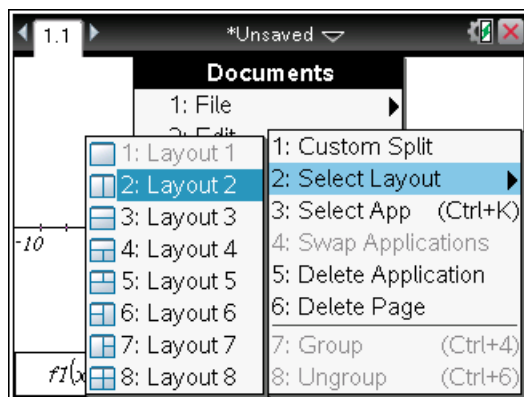 1.1 *Unsaved
Documents
1: File
2: Edit
1: Layout 1
2: Layout 2
3: Layout 3
4: Layout 4
5: Layout 5
6: Layout 6
7: Layout 7
8: Layout 8
1: Custom Split
2: Select Layout
3: Select App (Ctrl+K)
4: Swap Applications
5: Delete Application
6: Delete Page
7: Group (Ctrl+4)
8: Ungroup (Ctrl+6)
-10
f1(x